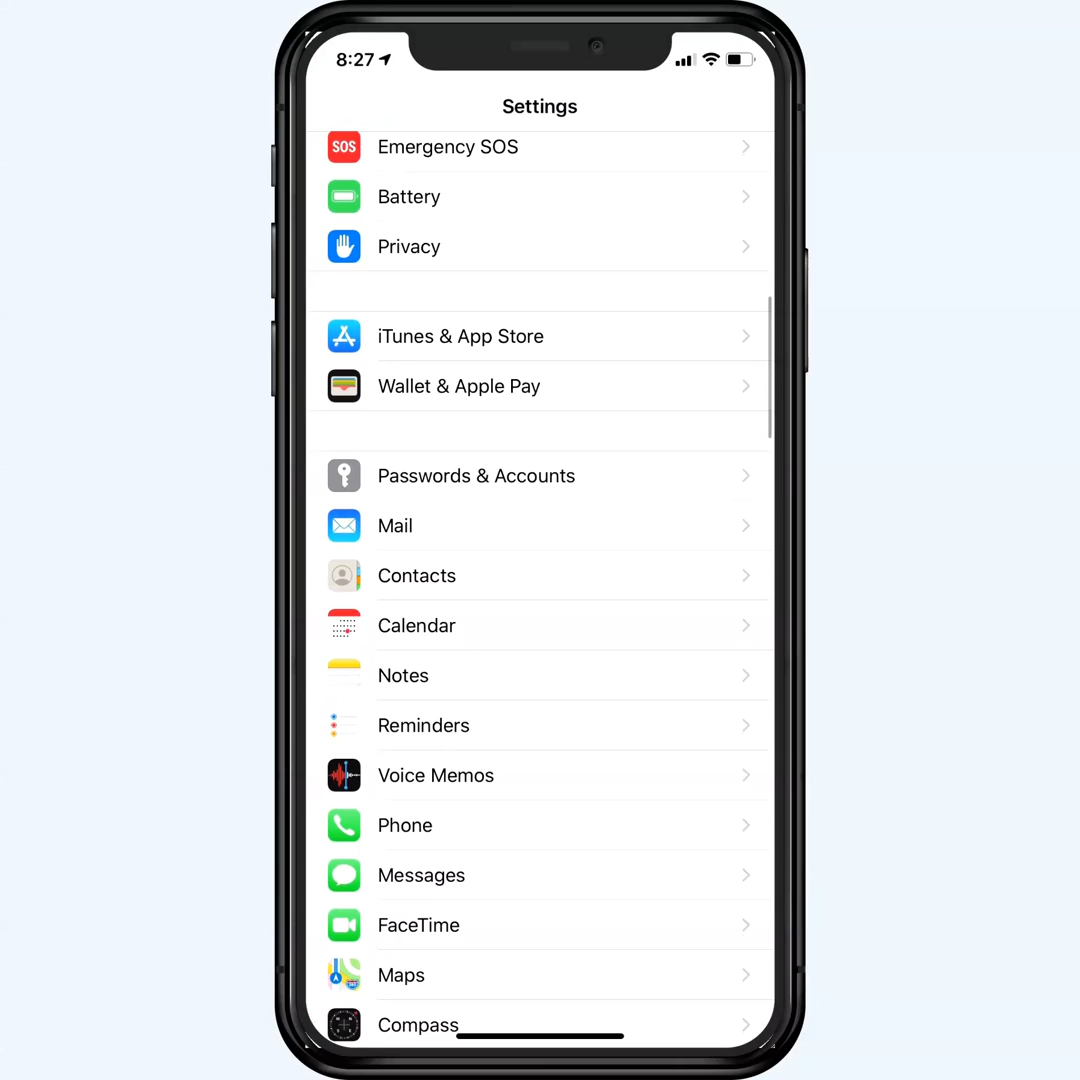 8:27
Settings
SOS Emergency SOS
Battery
Privacy
iTunes & App Store
Wallet & Apple Pay
Passwords & Accounts
Mail
Contacts
Calendar
Notes
Reminders
Voice Memos
Phone
Messages
FaceTime
Maps
Compass